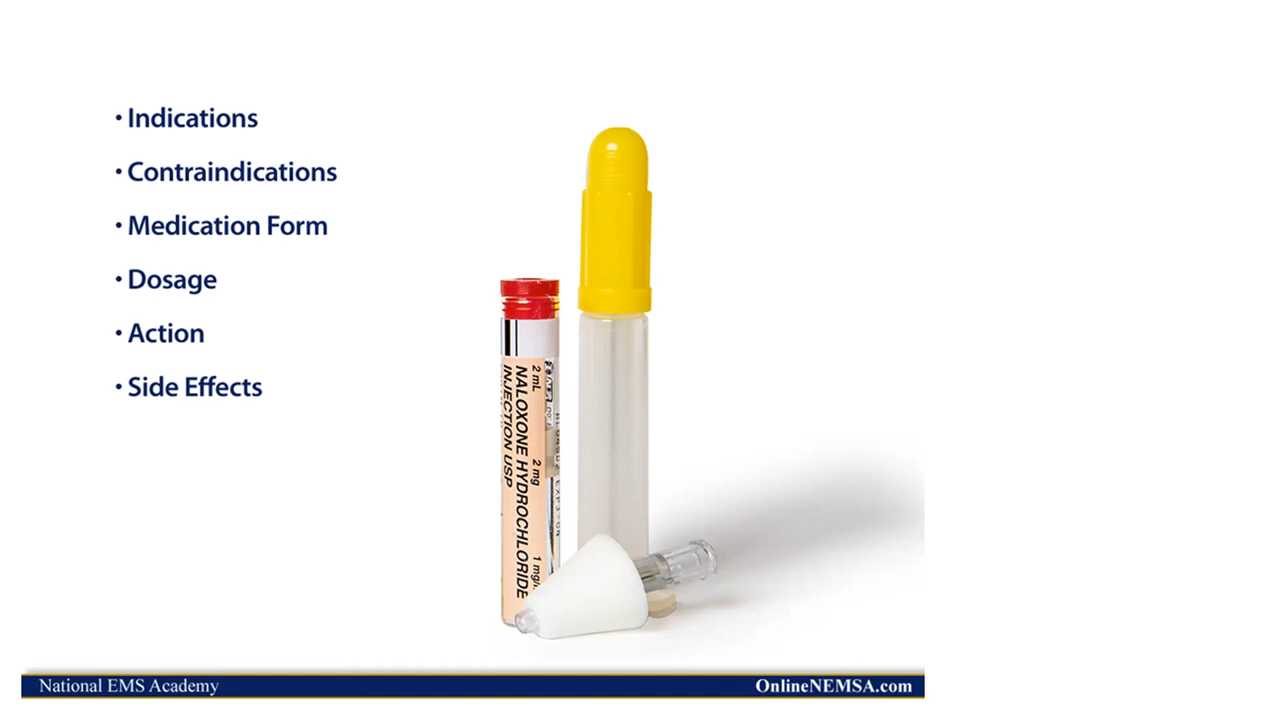 • Indications
• Contraindications
• Medication Form
• Dosage
• Action
• Side Effects
2 mL 2 mg 1 mg/
NALOXONE HYDROCHLORIDE
INJECTION USP
National EMS Academy
OnlineNEMSA.com